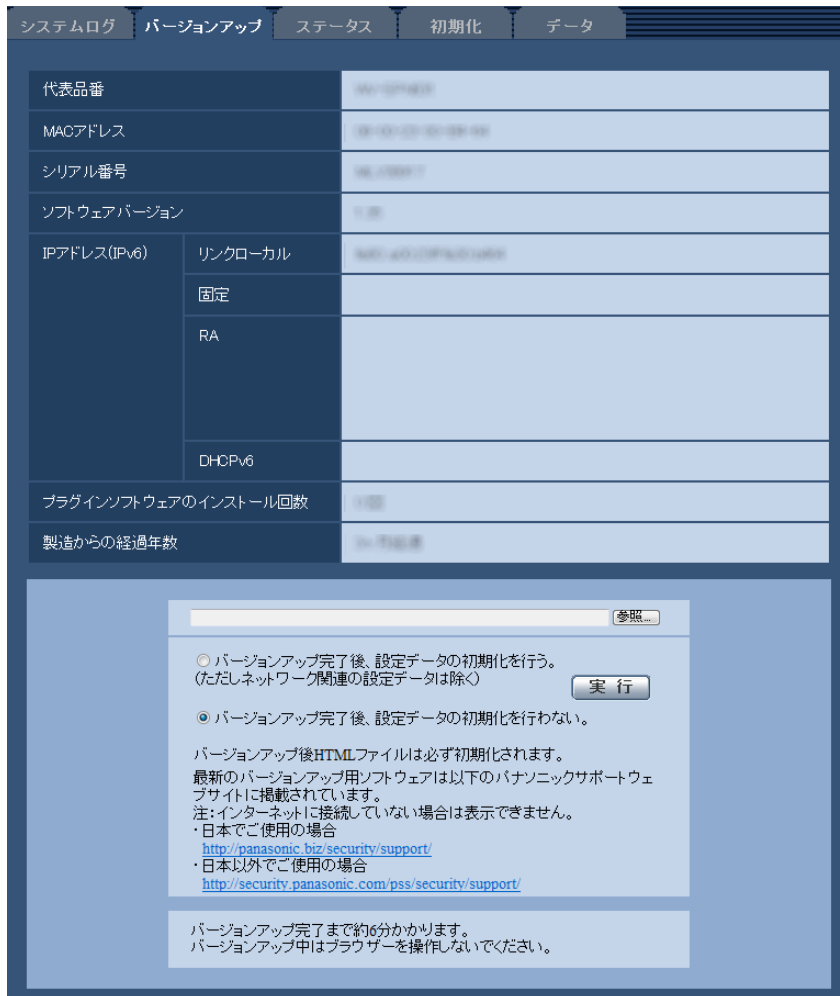 システムログ バージョンアップ ステータス 初期化 データ
代表品番
MACアドレス
シリアル番号
ソフトウェアバージョン
IPアドレス(IPv6) リンクローカル
固定
RA
DHCPv6
プラグインソフトウェアのインストール回数
製造からの経過年数
参照...
バージョンアップ完了後、設定データの初期化を行う。
(ただしネットワーク関連の設定データは除く)
実 行
バージョンアップ完了後、設定データの初期化を行わない。
バージョンアップ後HTMLファイルは必ず初期化されます。
最新のバージョンアップ用ソフトウェアは以下のパナソニックサポートウェ
ブサイトに掲載されています。
注:インターネットに接続していない場合は表示できません。
・日本でご使用の場合
http://panasonic.biz/security/support/
・日本以外でご使用の場合
http://security.panasonic.com/pss/security/support/
バージョンアップ完了まで約6分かかります。
バージョンアップ中はブラウザーを操作しないでください。